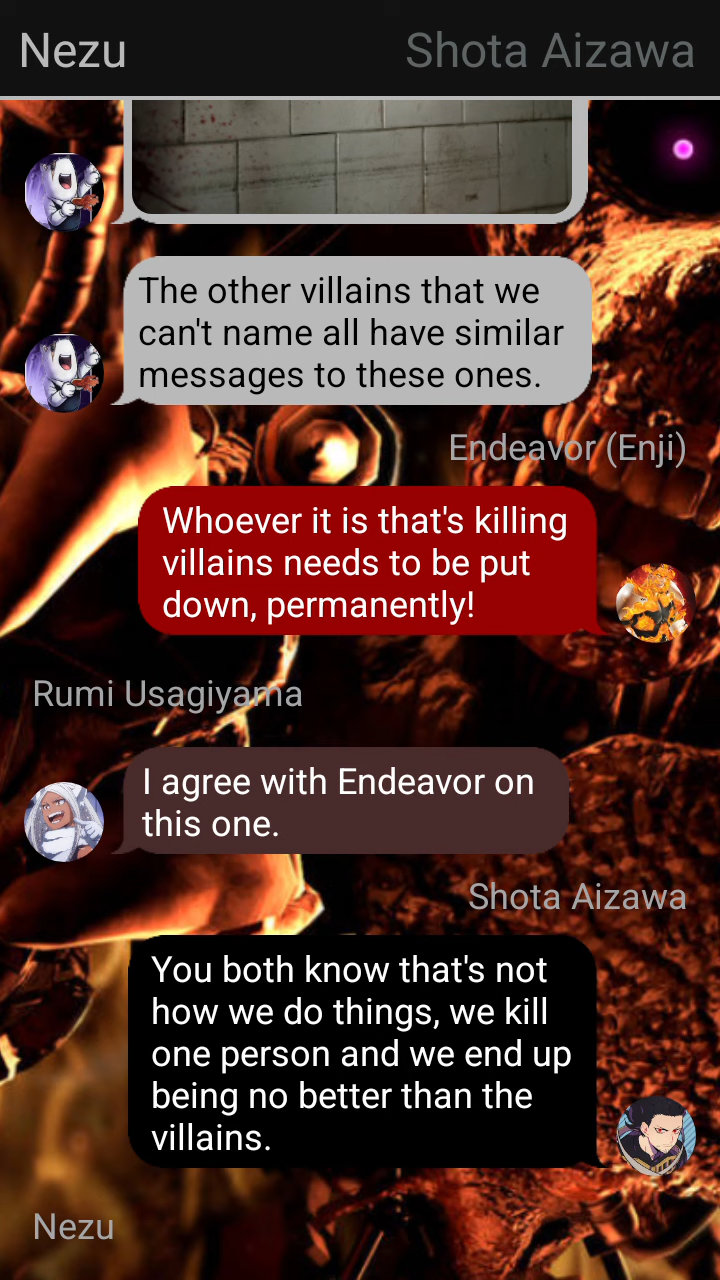 Nezu
Shota Aizawa
The other villains that we
can't name all have similar
messages to these ones.
Endeavor (Enji)
Whoever it is that's killing
villains needs to be put
down, permanently!
Rumi Usagiyama
I agree with Endeavor on
this one.
Shota Aizawa
You both know that's not
how we do things, we kill
one person and we end up
being no better than the
villains.
Nezu